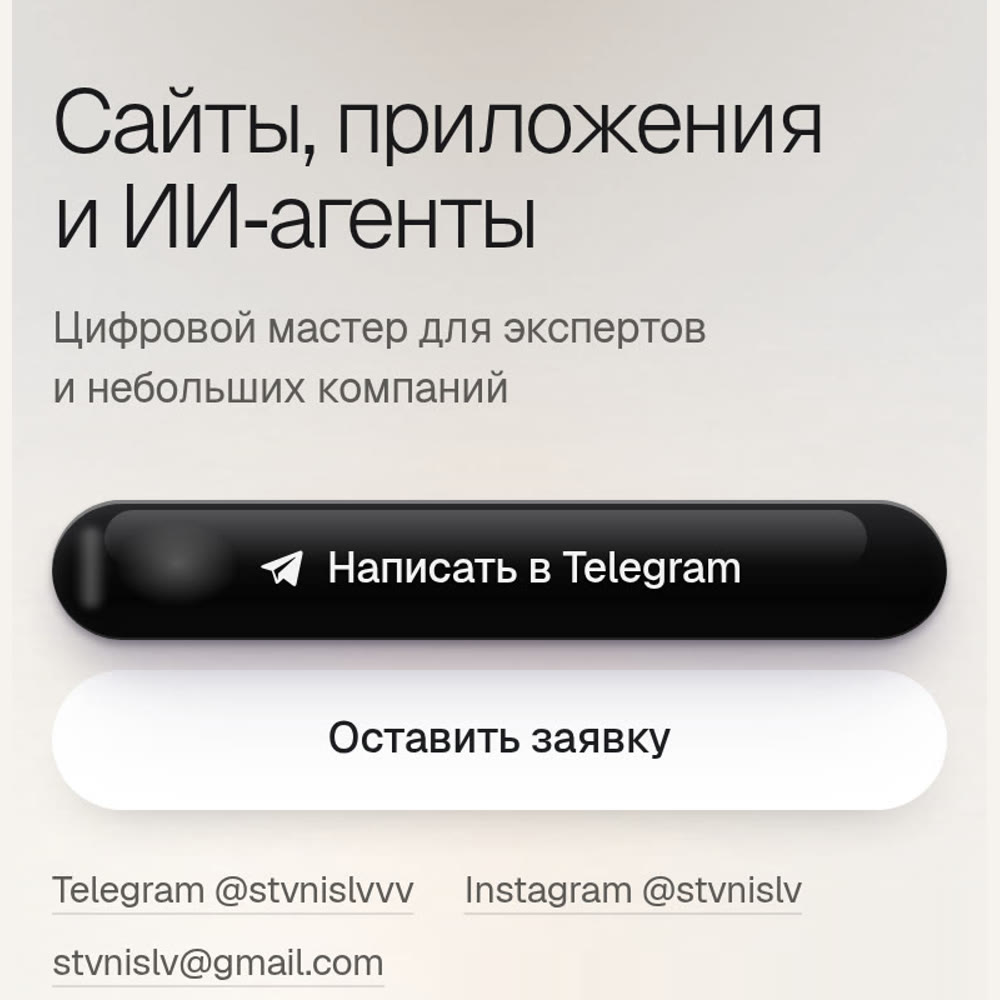 Сайты, приложения
и ИИ-агенты
Цифровой мастер для экспертов
и небольших компаний
Написать в Telegram
Оставить заявку
Telegram @stvnislvvv Instagram @stvnislv
stvnislv@gmail.com